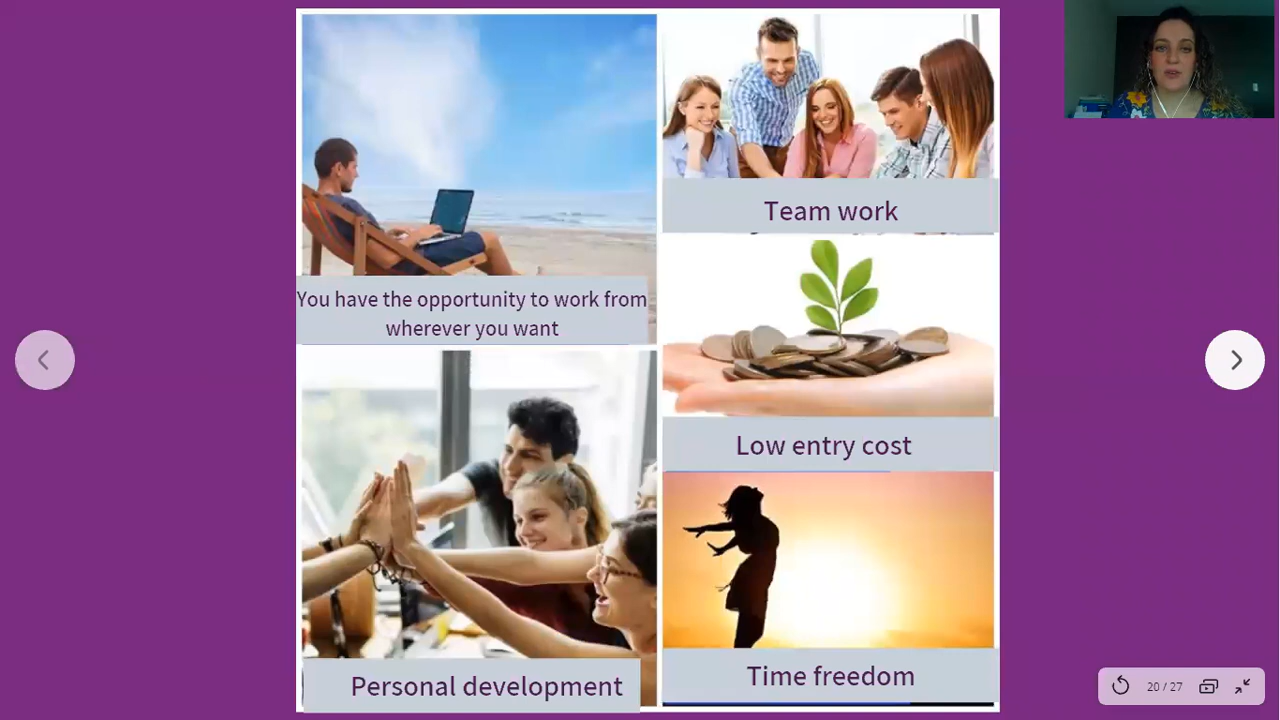 You have the opportunity to work from
wherever you want
Team work
Low entry cost
Personal development
Time freedom
20 / 27